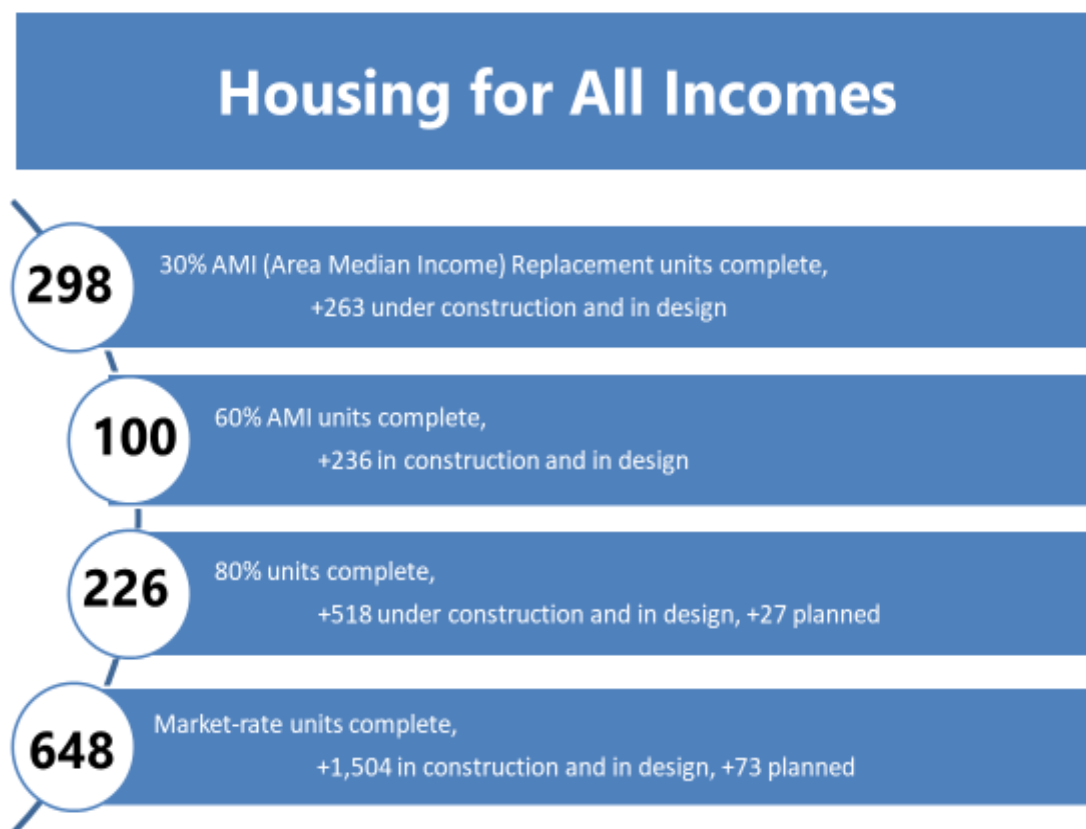 Housing for All Incomes
298
30% AMI (Area Median Income) Replacement units complete,
+263 under construction and in design
100
60% AMI units complete,
+236 in construction and in design
226
80% units complete,
+518 under construction and in design, +27 planned
648
Market-rate units complete,
+1,504 in construction and in design, +73 planned